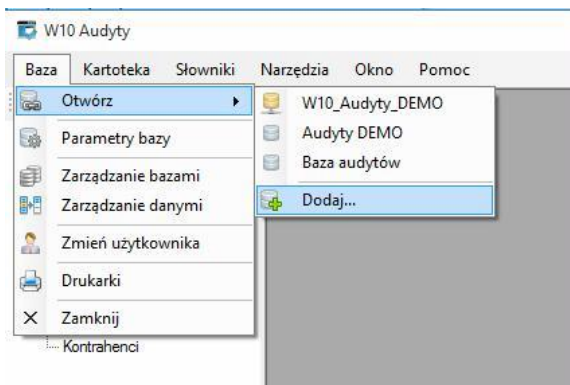 W10 Audyty
Baza Kartoteka Słowniki Narzędzia Okno Pomoc
Otwórz
W10_Audyty_DEMO
Audyty DEMO
Baza audytów
Dodaj...
Parametry bazy
Zarządzanie bazami
Zarządzanie danymi
Zmień użytkownika
Drukarki
Zamknij
Kontrahenci